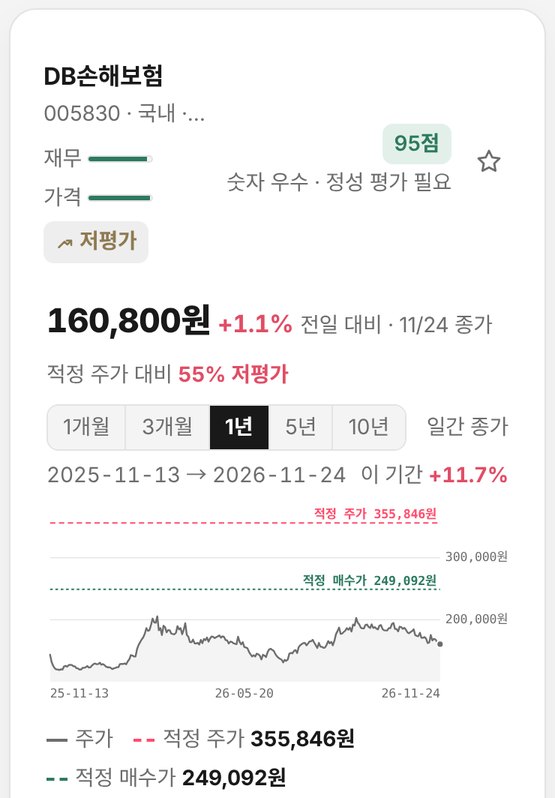 DB손해보험
005830 · 국내 ·...
95점
재무
숫자 우수 · 정성 평가 필요
가격
저평가
160,800원 +1.1% 전일 대비 · 11/24 종가
적정 주가 대비 55% 저평가
1개월 3개월 1년 5년 10년 일간 종가
2025-11-13 → 2026-11-24 이 기간 +11.7%
적정 주가 355,846원
300,000원
적정 매수가 249,092원
200,000원
25-11-13 26-05-20 26-11-24
주가 적정 주가 355,846원
적정 매수가 249,092원